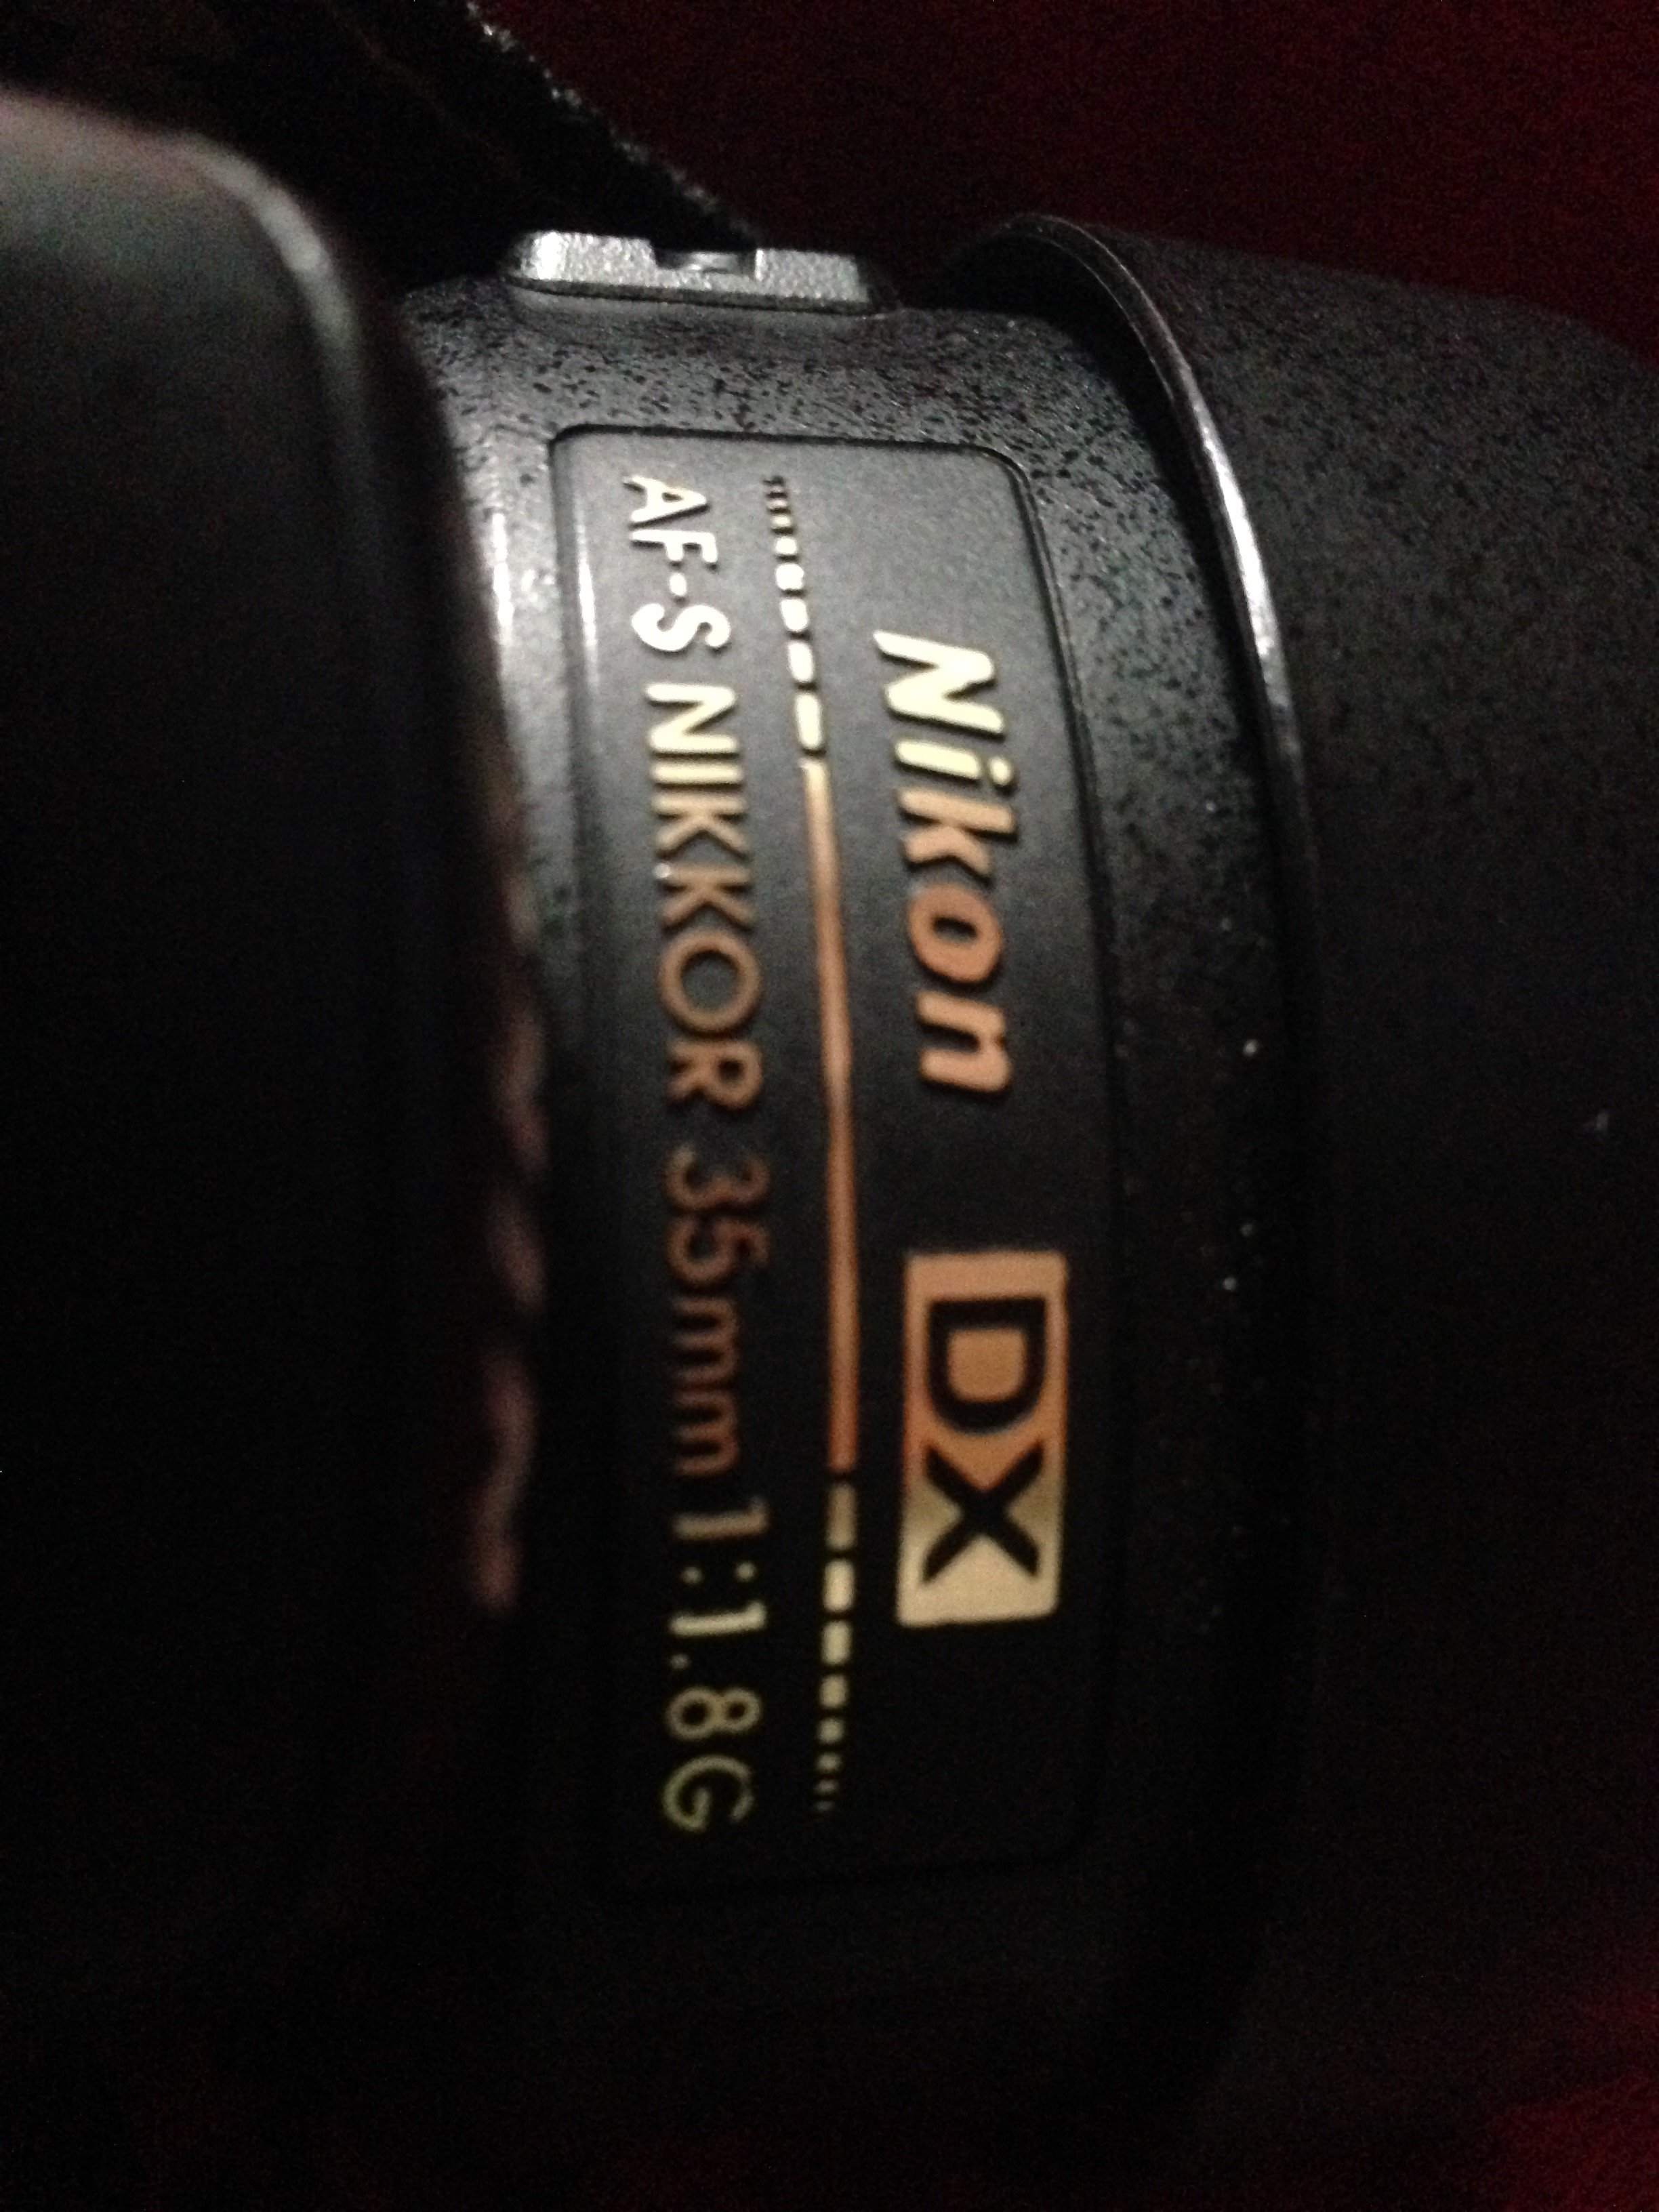 Nikon DX
AF-S NIKKOR 35mm 1:1.8G